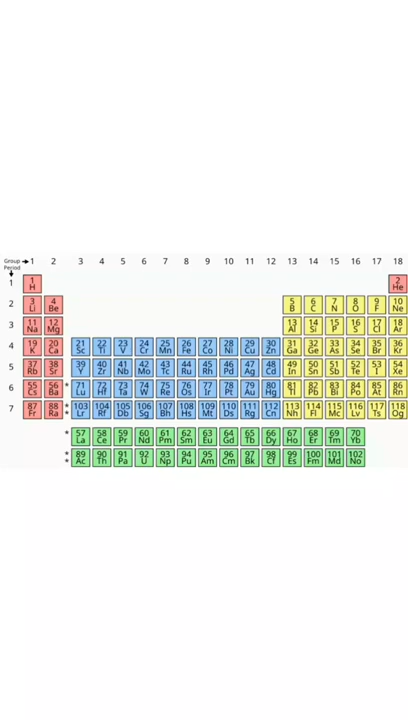 Group → 1 2 3 4 5 6 7 8 9 10 11 12 13 14 15 16 17 18
Period
↓
1 1 H 2 He
2 3 Li 4 Be 5 B 6 C 7 N 8 O 9 F 10 Ne
3 11 Na 12 Mg 13 Al 14 Si 15 P 16 S 17 Cl 18 Ar
4 19 K 20 Ca 21 Sc 22 Ti 23 V 24 Cr 25 Mn 26 Fe 27 Co 28 Ni 29 Cu 30 Zn 31 Ga 32 Ge 33 As 34 Se 35 Br 36 Kr
5 37 Rb 38 Sr 39 Y 40 Zr 41 Nb 42 Mo 43 Tc 44 Ru 45 Rh 46 Pd 47 Ag 48 Cd 49 In 50 Sn 51 Sb 52 Te 53 I 54 Xe
6 55 Cs 56 Ba * 71 Lu 72 Hf 73 Ta 74 W 75 Re 76 Os 77 Ir 78 Pt 79 Au 80 Hg 81 Tl 82 Pb 83 Bi 84 Po 85 At 86 Rn
7 87 Fr 88 Ra ** 103 Lr 104 Rf 105 Db 106 Sg 107 Bh 108 Hs 109 Mt 110 Ds 111 Rg 112 Cn 113 Nh 114 Fl 115 Mc 116 Lv 117 Ts 118 Og
* 57 La 58 Ce 59 Pr 60 Nd 61 Pm 62 Sm 63 Eu 64 Gd 65 Tb 66 Dy 67 Ho 68 Er 69 Tm 70 Yb
** 89 Ac 90 Th 91 Pa 92 U 93 Np 94 Pu 95 Am 96 Cm 97 Bk 98 Cf 99 Es 100 Fm 101 Md 102 No